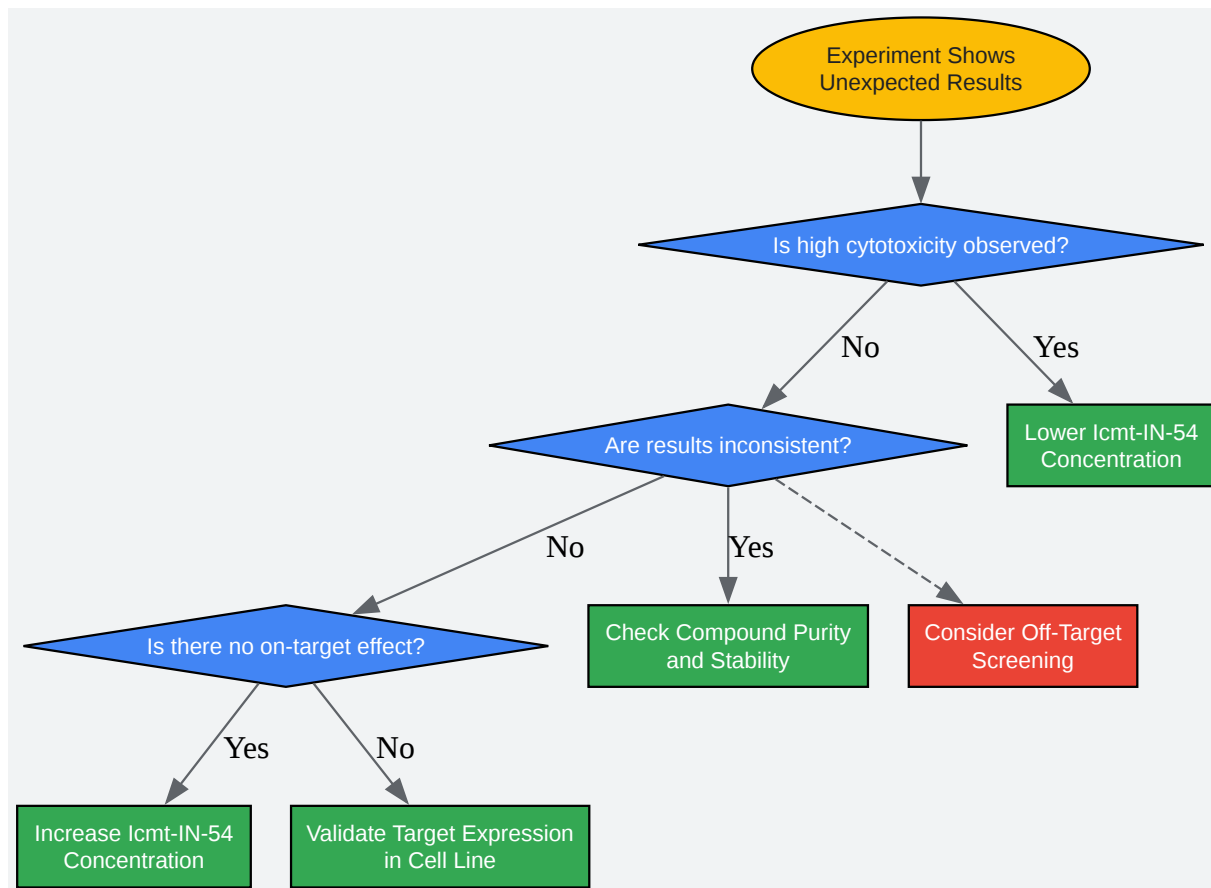 Experiment Shows
Unexpected Results
Is high cytotoxicity observed?
No
Yes
Are results inconsistent?
Lower Icmt-IN-54
Concentration
No
Yes
Is there no on-target effect?
Check Compound Purity
and Stability
Consider Off-Target
Screening
Yes
No
Increase Icmt-IN-54
Concentration
Validate Target Expression
in Cell Line